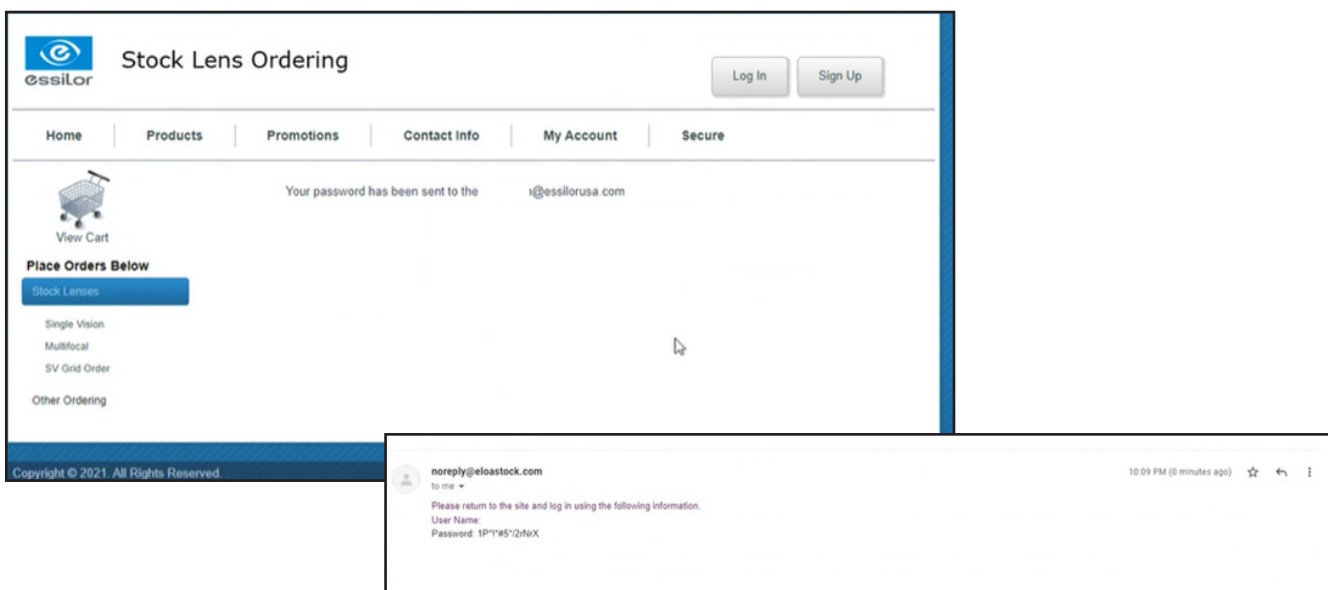 essilor
Stock Lens Ordering
Log In
Sign Up
Home
Products
Promotions
Contact Info
My Account
Secure
View Cart
Your password has been sent to the @essilorusa.com
Place Orders Below
Stock Lenses
Single Vision
Multifocal
SV Grid Order
Other Ordering
Copyright © 2021. All Rights Reserved.
noreply@eloastock.com
10:09 PM (0 minutes ago)
to me
Please return to the site and log in using the following information.
User Name:
Password: